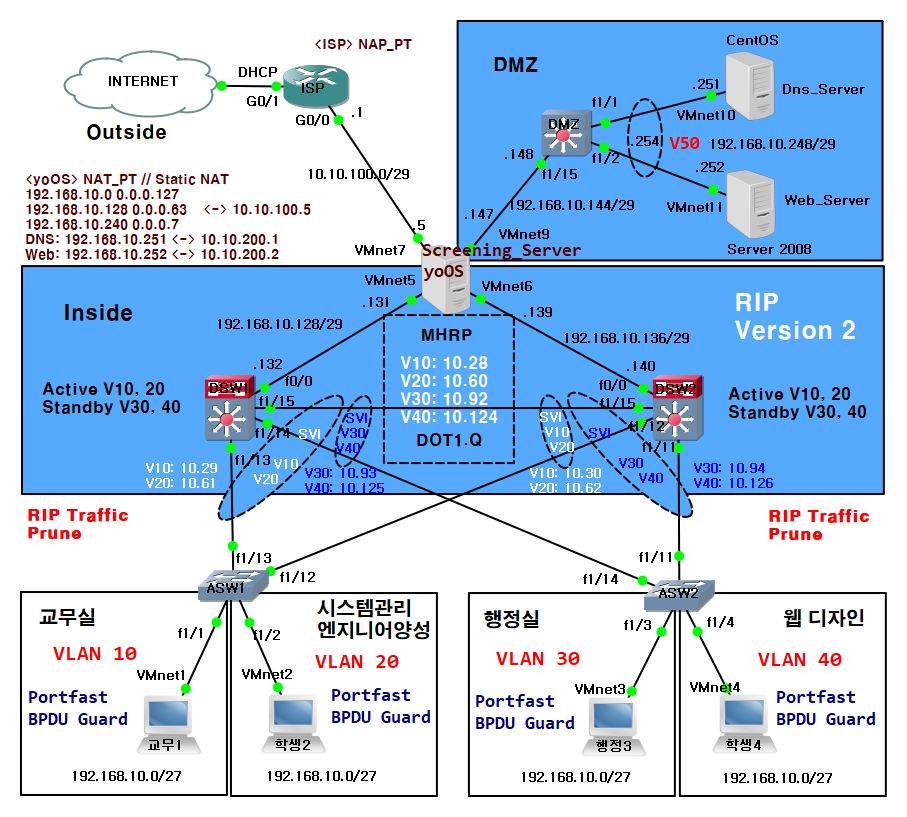 <ISP> NAP_PT
INTERNET
DHCP
G0/1
ISP
G0/0
.1
Outside
10.10.100.0/29
<yoOS> NAT_PT // Static NAT
192.168.10.0 0.0.0.127
192.168.10.128 0.0.0.63 <-> 10.10.100.5
192.168.10.240 0.0.0.7
DNS: 192.168.10.251 <-> 10.10.200.1
Web: 192.168.10.252 <-> 10.10.200.2
.5
VMnet7
DMZ
CentOS
.251
Dns_Server
f1/1
VMnet10
DMZ
.254
V50
192.168.10.248/29
f1/2
.148
f1/15
.252
VMnet11
Web_Server
Server 2008
192.168.10.144/29
.147
VMnet9
Screening_Server
yoOS
Inside
VMnet5
.131
VMnet6
.139
RIP
Version 2
192.168.10.128/29
192.168.10.136/29
MHRP
V10: 10.28
V20: 10.60
V30: 10.92
V40: 10.124
DOT1.Q
.132
DSW1
f0/0
f1/15
f1/14
f1/13
Active V10, 20
Standby V30, 40
.140
f0/0
DSW2
f1/15
f1/12
f1/11
Active V10, 20
Standby V30, 40
SVI
V10
V20
SVI
V30
V40
SVI
V10
V20
SVI
V30
V40
V10: 10.29
V20: 10.61
V30: 10.93
V40: 10.125
V10: 10.30
V20: 10.62
V30: 10.94
V40: 10.126
RIP Traffic
Prune
RIP Traffic
Prune
f1/13
f1/12
ASW1
f1/11
f1/14
ASW2
교무실
f1/1
VLAN 10
VMnet1
Portfast
BPDU Guard
교무1
192.168.10.0/27
시스템관리
엔지니어양성
f1/2
VLAN 20
VMnet2
Portfast
BPDU Guard
학생2
192.168.10.0/27
행정실
f1/3
VLAN 30
VMnet3
Portfast
BPDU Guard
행정3
192.168.10.0/27
웹 디자인
f1/4
VLAN 40
VMnet4
Portfast
BPDU Guard
학생4
192.168.10.0/27